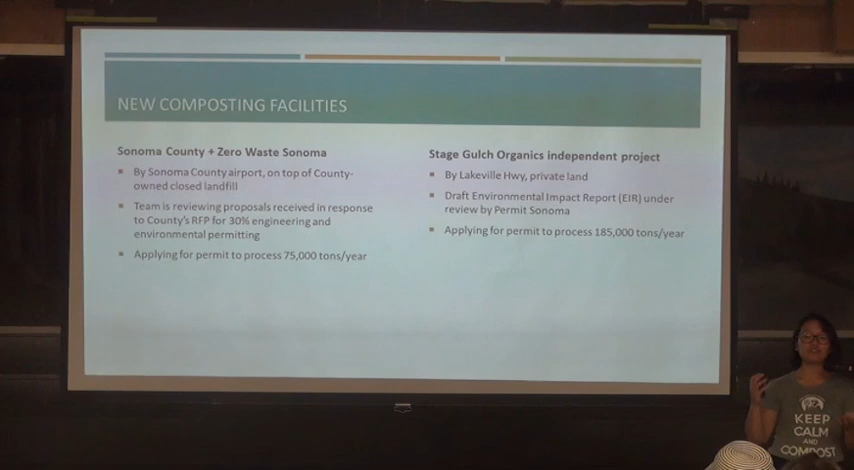 NEW COMPOSTING FACILITIES
Sonoma County + Zero Waste Sonoma
By Sonoma County airport, on top of County-
owned closed landfill
Team is reviewing proposals received in response
to County's RFP for 30% engineering and
environmental permitting
Applying for permit to process 75,000 tons/year
Stage Gulch Organics independent project
By Lakeville Hwy, private land
Draft Environmental Impact Report (EIR) under
review by Permit Sonoma
Applying for permit to process 185,000 tons/year
KEEP
CALM
AND
COMPOST